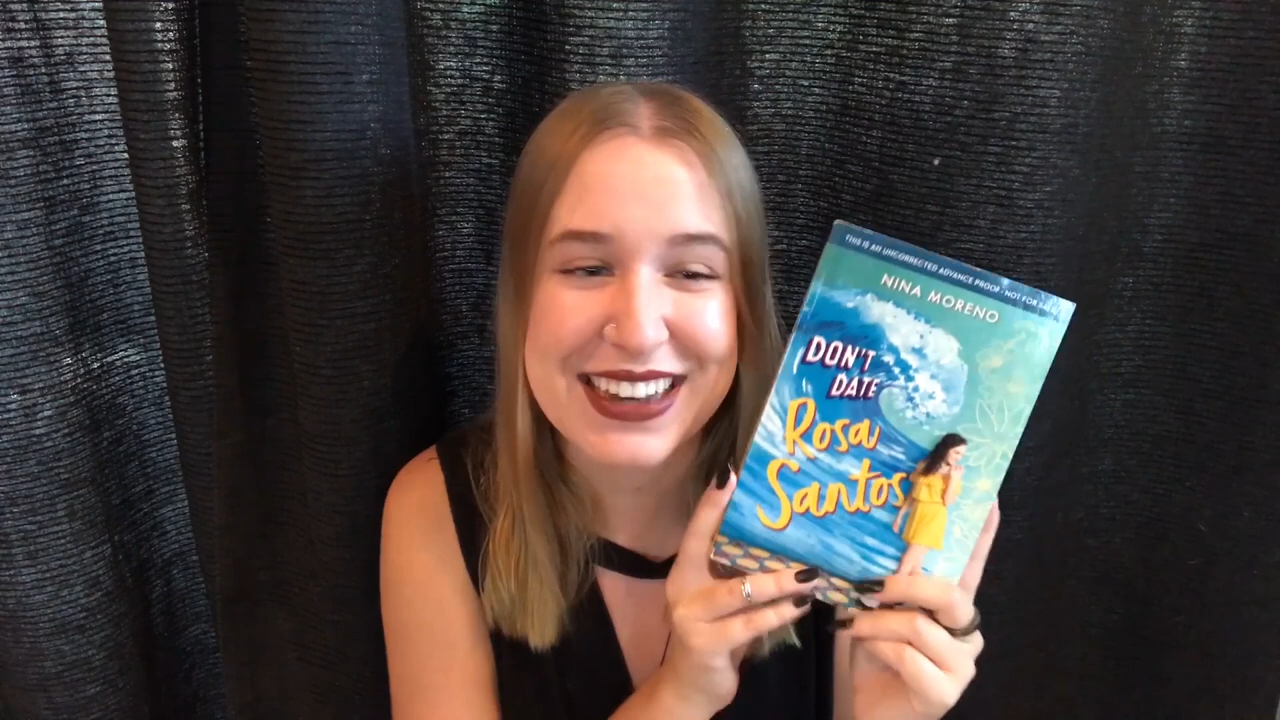 THIS IS AN UNCORRECTED ADVANCE PROOF · NOT FOR SALE
NINA MORENO
DON'T
DATE
Rosa
Santos